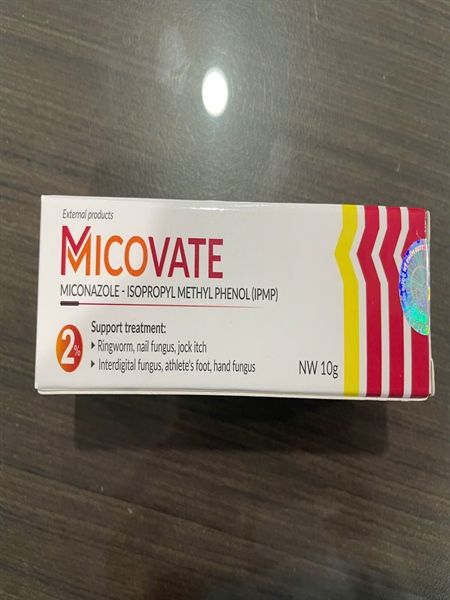 External products
MICOVATE
MICONAZOLE - ISOPROPYL METHYL PHENOL (IPMP)
2%
Support treatment:
Ringworm, nail fungus, jock itch
Interdigital fungus, athlete's foot, hand fungus
NW 10g